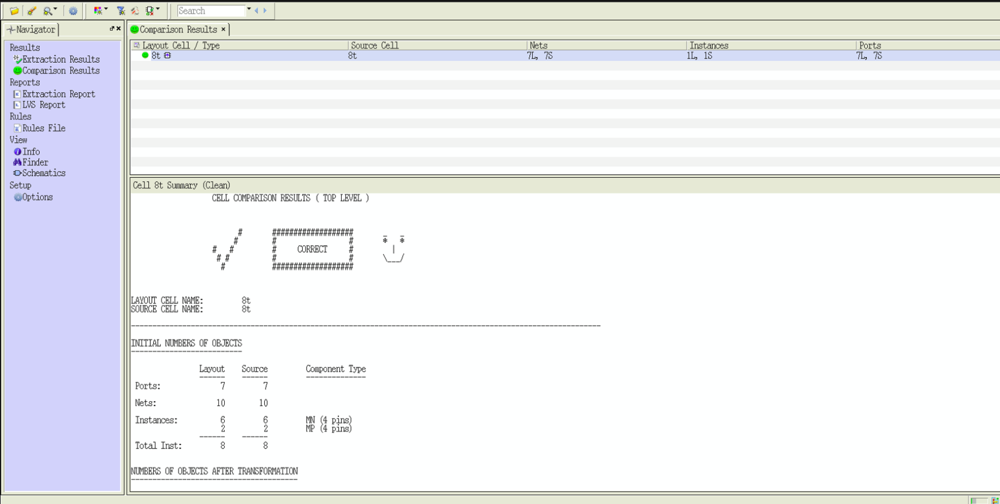 Search
Navigator
Comparison Results ×
Results
Extraction Results
Comparison Results
Reports
Extraction Report
LVS Report
Rules
Rules File
View
Info
Finder
Schematics
Setup
Options
Layout Cell / Type Source Cell Nets Instances Ports
8t 8t 7L, 7S 1L, 1S 7L, 7S
Cell 8t Summary (Clean)
CELL COMPARISON RESULTS ( TOP LEVEL )
# ################### _ _
# # # * *
# # # CORRECT # |
# # # # \___/
# ###################
LAYOUT CELL NAME: 8t
SOURCE CELL NAME: 8t
INITIAL NUMBERS OF OBJECTS
Layout Source Component Type
Ports: 7 7
Nets: 10 10
Instances: 6 6 MN (4 pins)
2 2 MP (4 pins)
Total Inst: 8 8
NUMBERS OF OBJECTS AFTER TRANSFORMATION